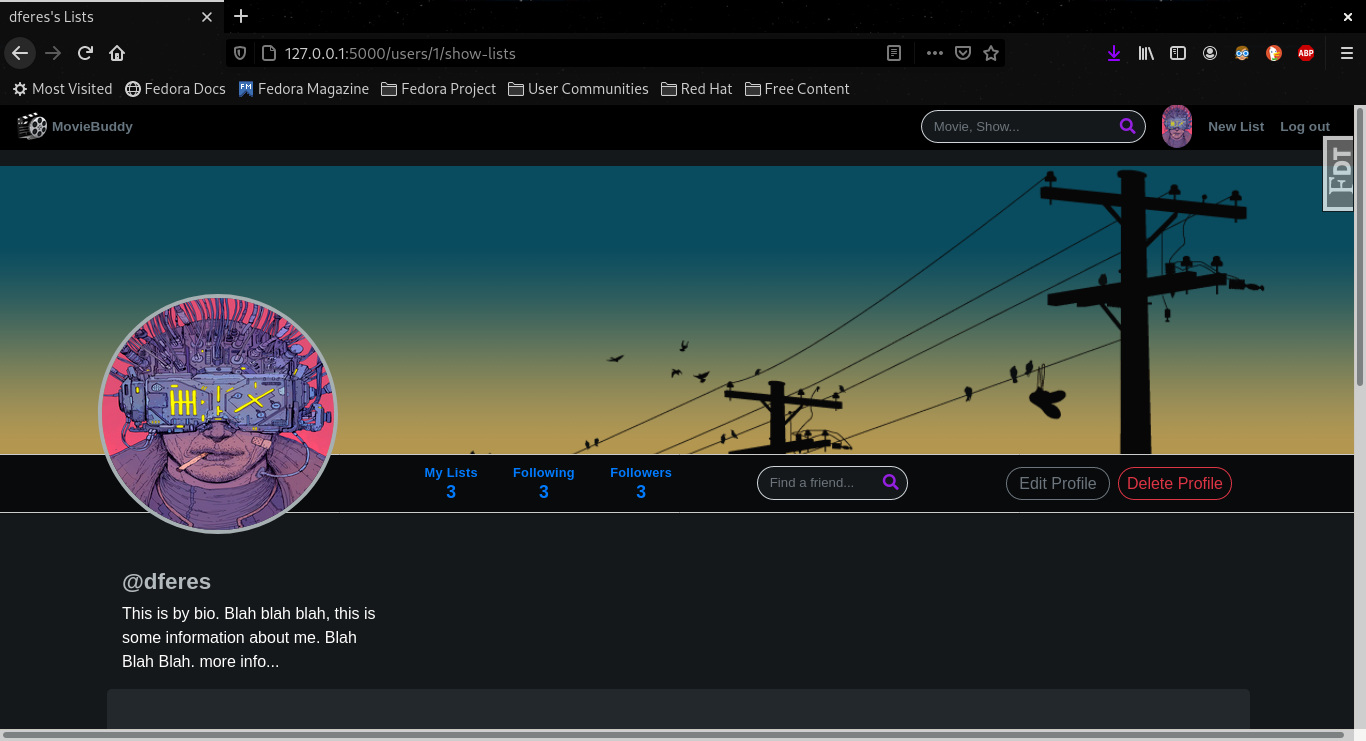 dferes's Lists
127.0.0.1:5000/users/1/show-lists
ABP
Most Visited
Fedora Docs
FM
Fedora Magazine
Fedora Project
User Communities
Red Hat
Free Content
MovieBuddy
Movie, Show...
New List
Log out
FDT
My Lists
3
Following
3
Followers
3
Find a friend...
Edit Profile
Delete Profile
@dferes
This is by bio. Blah blah blah, this is
some information about me. Blah
Blah Blah. more info...